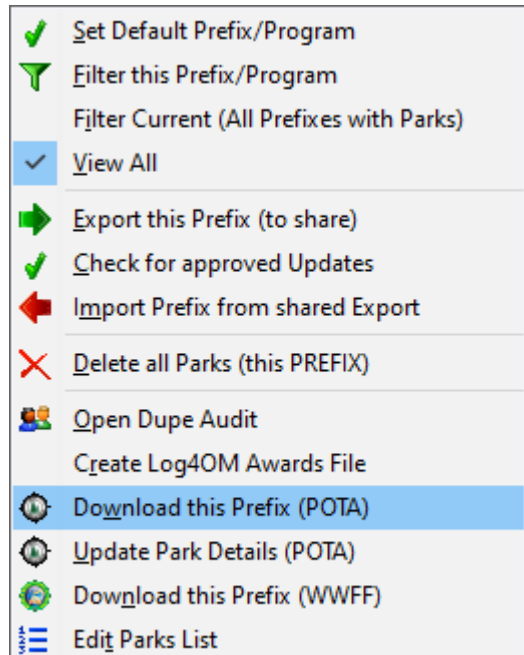 Set Default Prefix/Program
Filter this Prefix/Program
Filter Current (All Prefixes with Parks)
View All
Export this Prefix (to share)
Check for approved Updates
Import Prefix from shared Export
Delete all Parks (this PREFIX)
Open Dupe Audit
Create Log4OM Awards File
Download this Prefix (POTA)
Update Park Details (POTA)
Download this Prefix (WWFF)
Edit Parks List